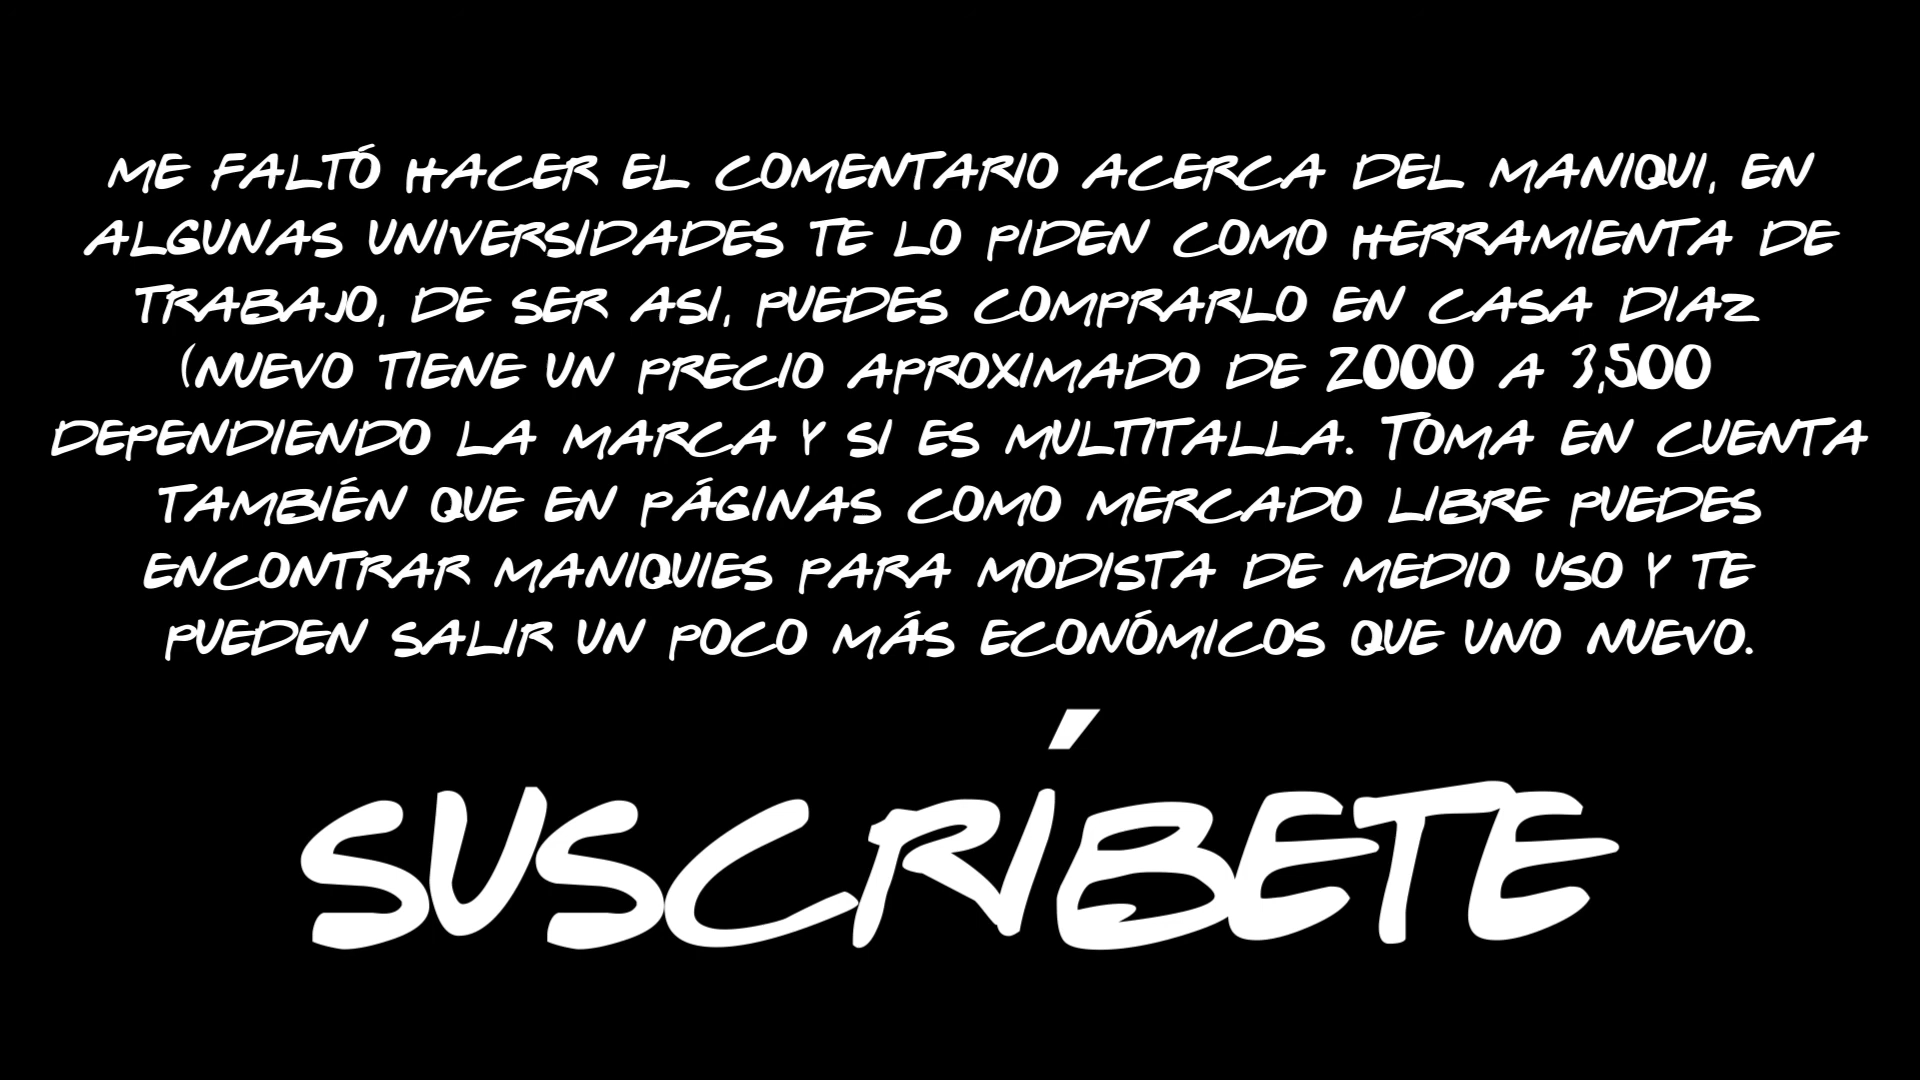 ME FALTÓ HACER EL COMENTARIO ACERCA DEL MANIQUI, EN
ALGUNAS UNIVERSIDADES TE LO PIDEN COMO HERRAMIENTA DE
TRABAJO, DE SER ASI, PUEDES COMPRARLO EN CASA DIAZ
(NUEVO TIENE UN PRECIO APROXIMADO DE 2000 A 3,500
DEPENDIENDO LA MARCA Y SI ES MULTITALLA. TOMA EN CUENTA
TAMBIÉN QUE EN PÁGINAS COMO MERCADO LIBRE PUEDES
ENCONTRAR MANIQUIES PARA MODISTA DE MEDIO USO Y TE
PUEDEN SALIR UN POCO MÁS ECONÓMICOS QUE UNO NUEVO.
SUSCRÍBETE